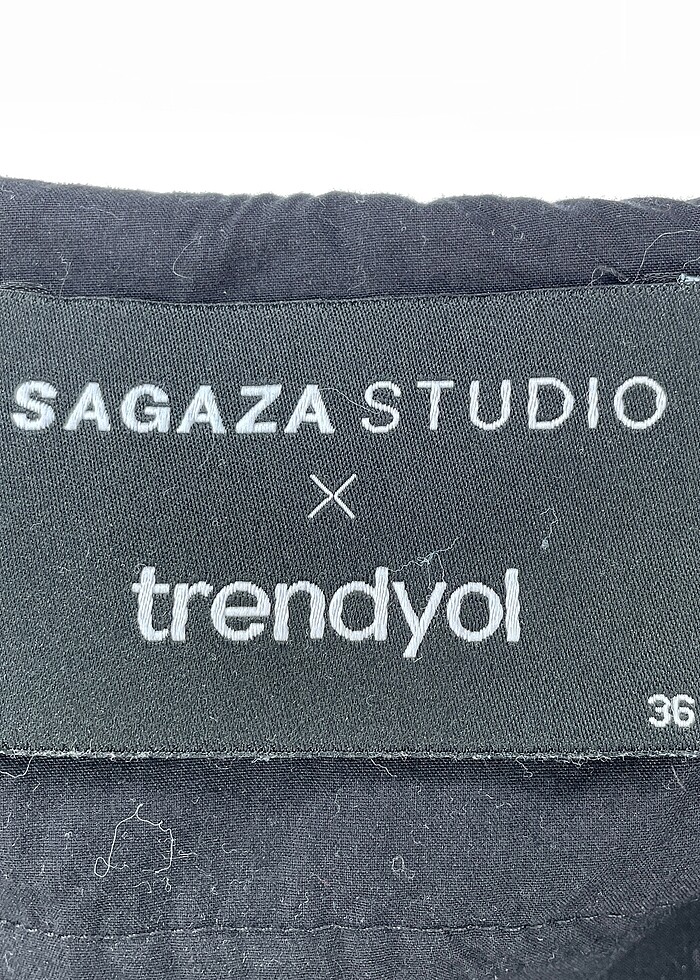 SAGAZA STUDIO
X
trendyol
36